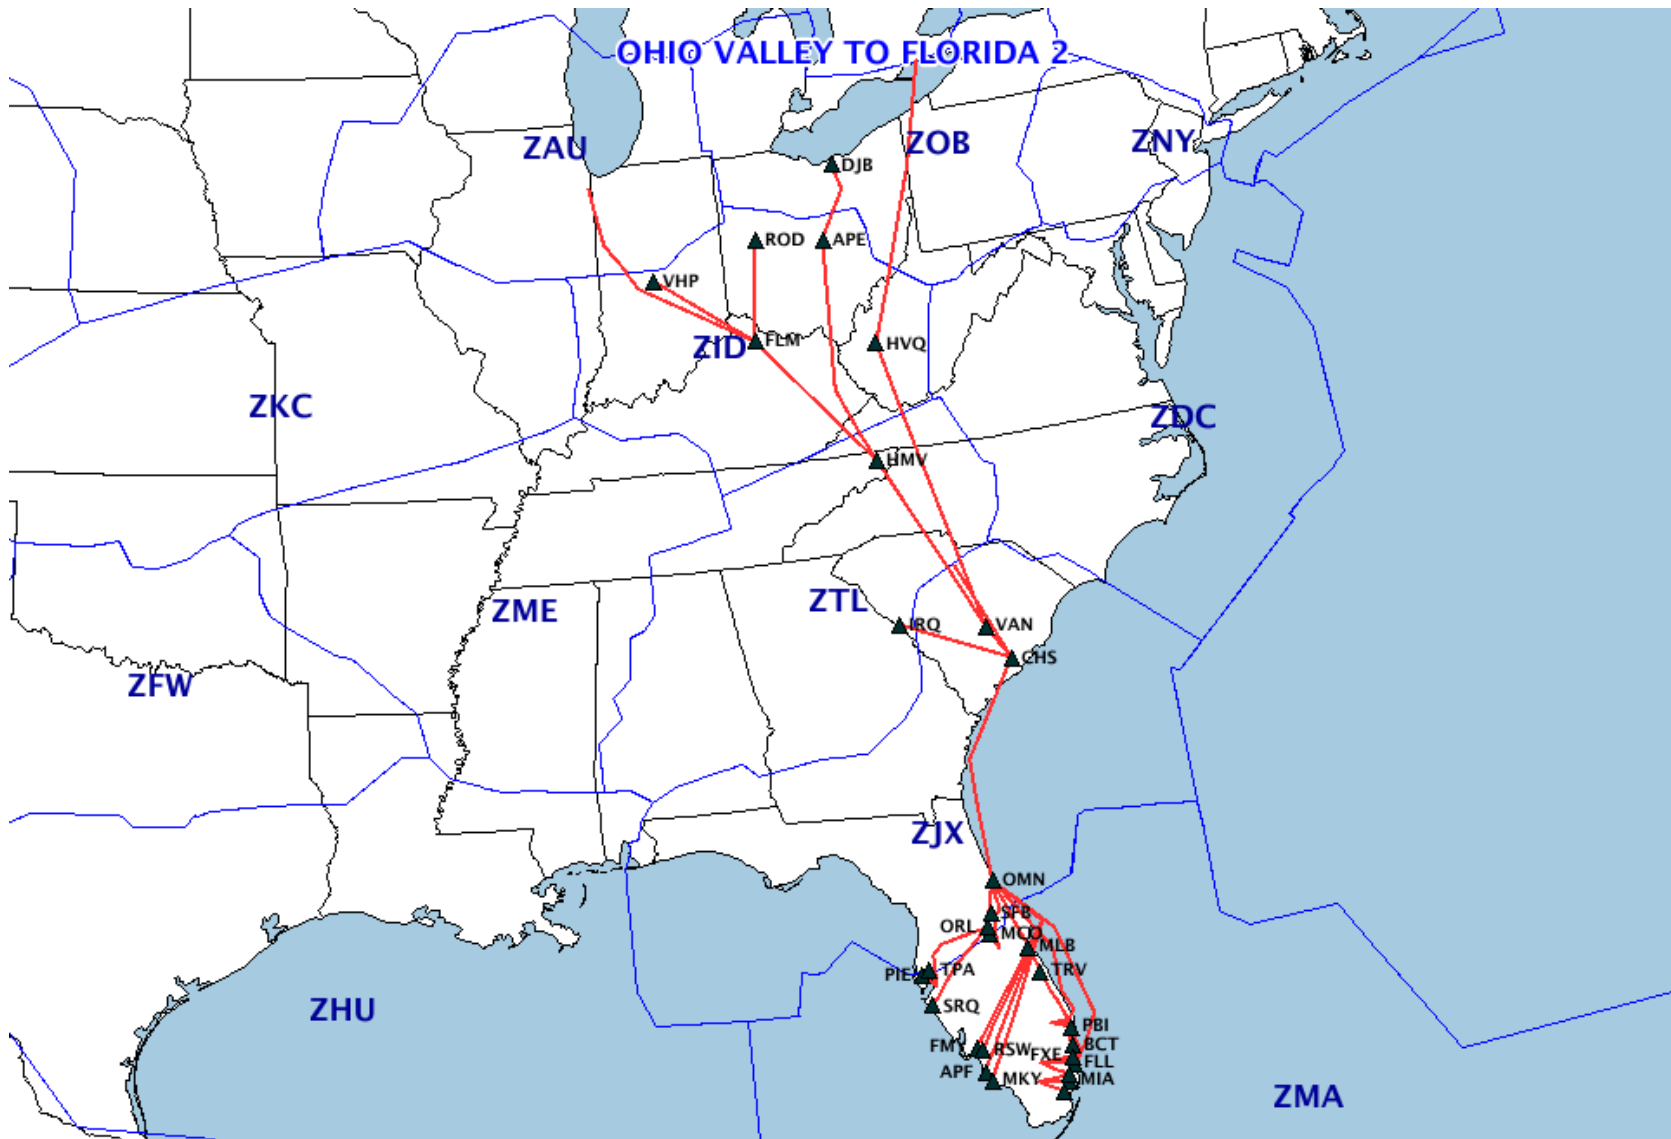 OHIO VALLEY TO FLORIDA 2
ZAU
ZOB
ZNY
DJB
ROD
APE
VHP
FLM
ZID
HVQ
ZKC
ZDC
HMV
ZTL
ZME
IRQ
VAN
CHS
ZFW
ZJX
OMN
SFB
ORL
MCO
MLB
PIE
TPA
TRV
SRQ
ZHU
PBI
FMY
RSW
FXE
BCT
FLL
APF
MKY
MIA
ZMA